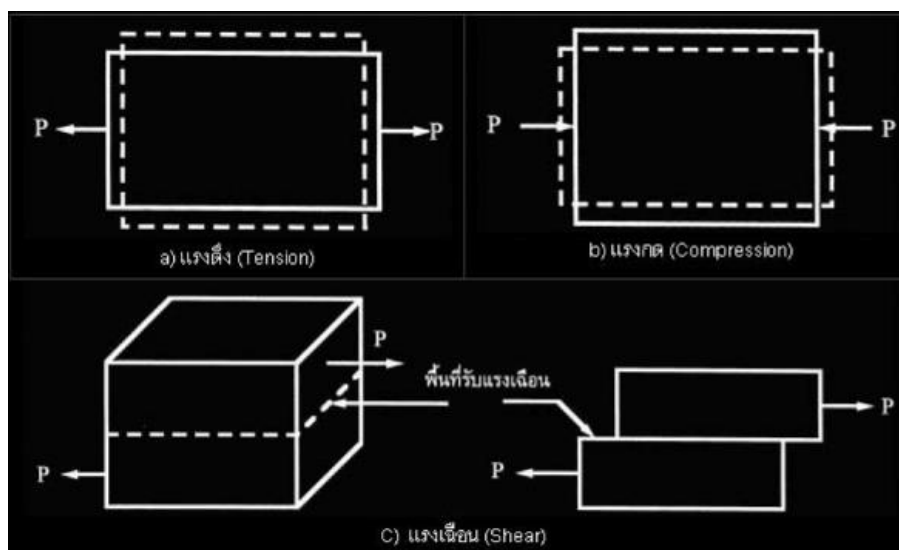 P
P
a) แรงดึง (Tension)
P
P
b) แรงกด (Compression)
P
พื้นที่รับแรงเฉือน
P
P
P
C) แรงเฉือน (Shear)